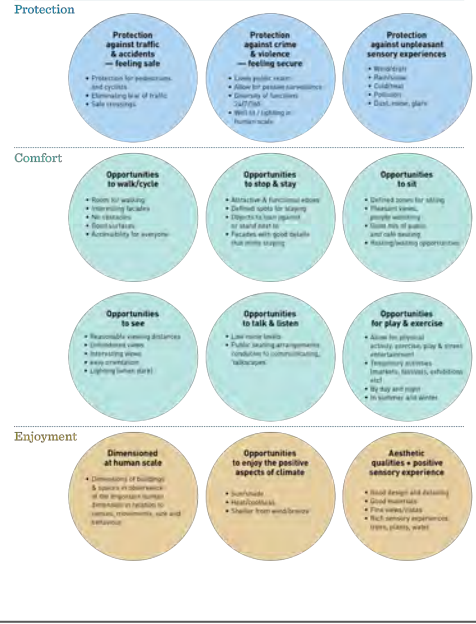 Protection
Protection
against traffic
& accidents
— feeling safe
• Protection for pedestrians
and cyclists
• Eliminating fear of traffic
• Safe crossings
Protection
against crime
& violence
— feeling secure
• Lively public realm
• Allow for passive surveillance
• Diversity of functions
24/7/365
• Well lit / lighting in
human scale
Protection
against unpleasant
sensory experiences
• Wind/draft
• Rain/snow
• Cold/heat
• Pollution
• Dust, noise, glare
Comfort
Opportunities
to walk/cycle
• Room for walking
• Interesting facades
• No obstacles
• Good surfaces
• Accessibility for everyone
Opportunities
to stop & stay
• Attractive & functional edges
• Defined spots for staying
• Objects to lean against
or stand next to
• Facades with good details
that invite staying
Opportunities
to sit
• Defined zones for sitting
• Pleasant views,
people watching
• Good mix of public
and café seating
• Resting/waiting opportunities
Opportunities
to see
• Reasonable viewing distances
• Unhindered views
• Interesting views
• easy orientation
• Lighting (when dark)
Opportunities
to talk & listen
• Low noise levels
• Public seating arrangements
conducive to communicating,
'talkscapes'
Opportunities
for play & exercise
• Allow for physical
activity, exercise, play & street
entertainment
• Temporary activities
(markets, festivals, exhibitions
etc)
• By day and night
• In summer and winter
Enjoyment
Dimensioned
at human scale
• Dimensions of buildings
& spaces in observance
of the important human
dimension in relation to
senses, movements, size and
behaviour
Opportunities
to enjoy the positive
aspects of climate
• Sun/shade
• Heat/coolness
• Shelter from wind/breeze
Aesthetic
qualities + positive
sensory experience
• Good design and detailing
• Good materials
• Fine views/vistas
• Rich sensory experiences:
trees, plants, water